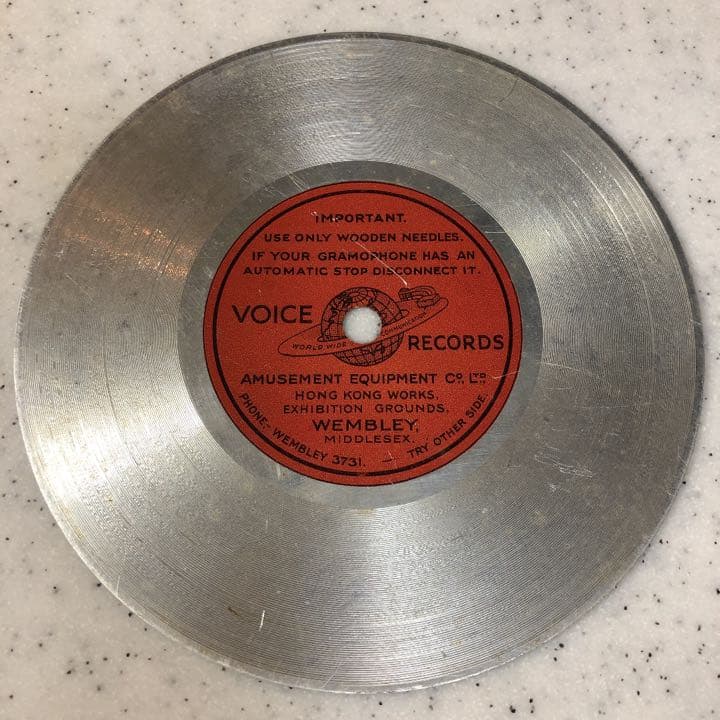 IMPORTANT.
USE ONLY WOODEN NEEDLES.
IF YOUR GRAMOPHONE HAS AN
AUTOMATIC STOP DISCONNECT IT.
VOICE RECORDS
WORLD WIDE COMMUNICATION
AMUSEMENT EQUIPMENT CO. LTD.
HONG KONG WORKS,
EXHIBITION GROUNDS,
WEMBLEY,
MIDDLESEX.
PHONE,- WEMBLEY 3731. — TRY OTHER SIDE.